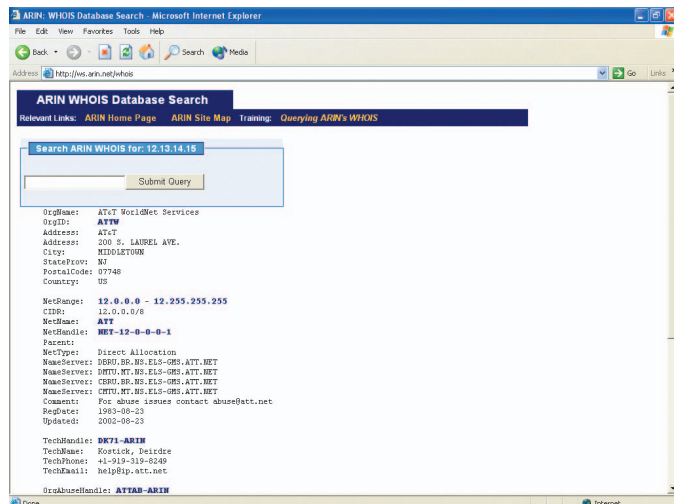 ARIN: WHOIS Database Search - Microsoft Internet Explorer
File Edit View Favorites Tools Help
Back Search Media
Address http://ws.arin.net/whois Go Links
ARIN WHOIS Database Search
Relevant Links: ARIN Home Page ARIN Site Map Training: Querying ARIN's WHOIS
Search ARIN WHOIS for: 12.13.14.15
Submit Query
OrgName: AT&T WorldNet Services
OrgID: ATTW
Address: AT&T
Address: 200 S. LAUREL AVE.
City: MIDDLETOWN
StateProv: NJ
PostalCode: 07748
Country: US
NetRange: 12.0.0.0 - 12.255.255.255
CIDR: 12.0.0.0/8
NetName: ATT
NetHandle: NET-12-0-0-0-1
Parent:
NetType: Direct Allocation
NameServer: DBRU.BR.NS.ELS-GMS.ATT.NET
NameServer: DMTU.MT.NS.ELS-GMS.ATT.NET
NameServer: CBRU.BR.NS.ELS-GMS.ATT.NET
NameServer: CMTU.MT.NS.ELS-GMS.ATT.NET
Comment: For abuse issues contact abuse@att.net
RegDate: 1983-08-23
Updated: 2002-08-23
TechHandle: DK71-ARIN
TechName: Kostick, Deirdre
TechPhone: +1-919-319-8249
TechEmail: help@ip.att.net
OrgAbuseHandle: ATTAB-ARIN
Done Internet